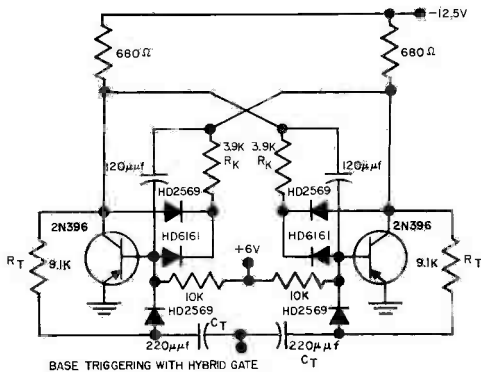 -12.5V
680Ω
680Ω
120μμf
3.9K
R_K
3.9K
R_K
120μμf
HD2569
HD2569
2N396
HD6161
HD6161
2N396
+6V
R_T
9.1K
9.1K
R_T
10K
10K
HD2569
HD2569
C_T
220μμf
220μμf
C_T
BASE TRIGGERING WITH HYBRID GATE